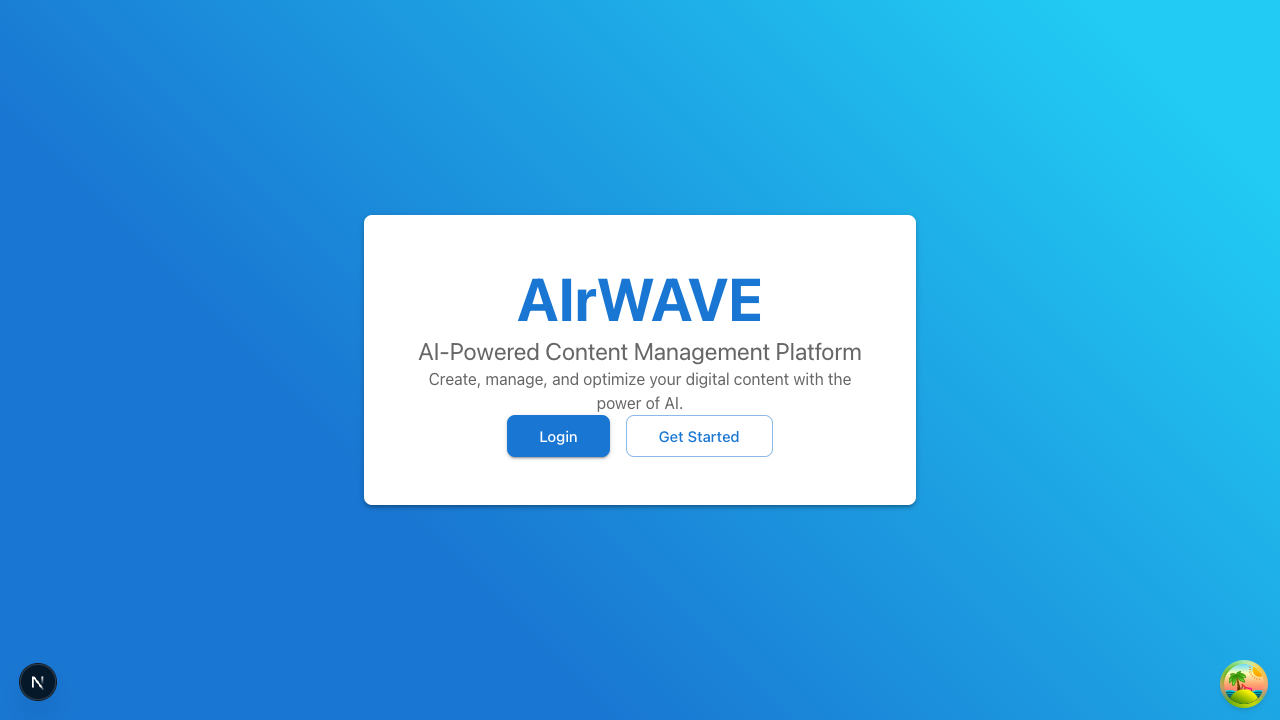 AIrWAVE
AI-Powered Content Management Platform
Create, manage, and optimize your digital content with the
power of AI.
Login
Get Started
N